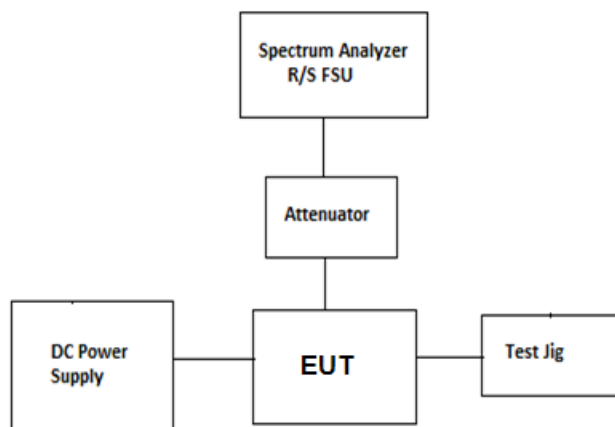 Spectrum Analyzer
R/S FSU
Attenuator
DC Power
Supply
EUT
Test Jig